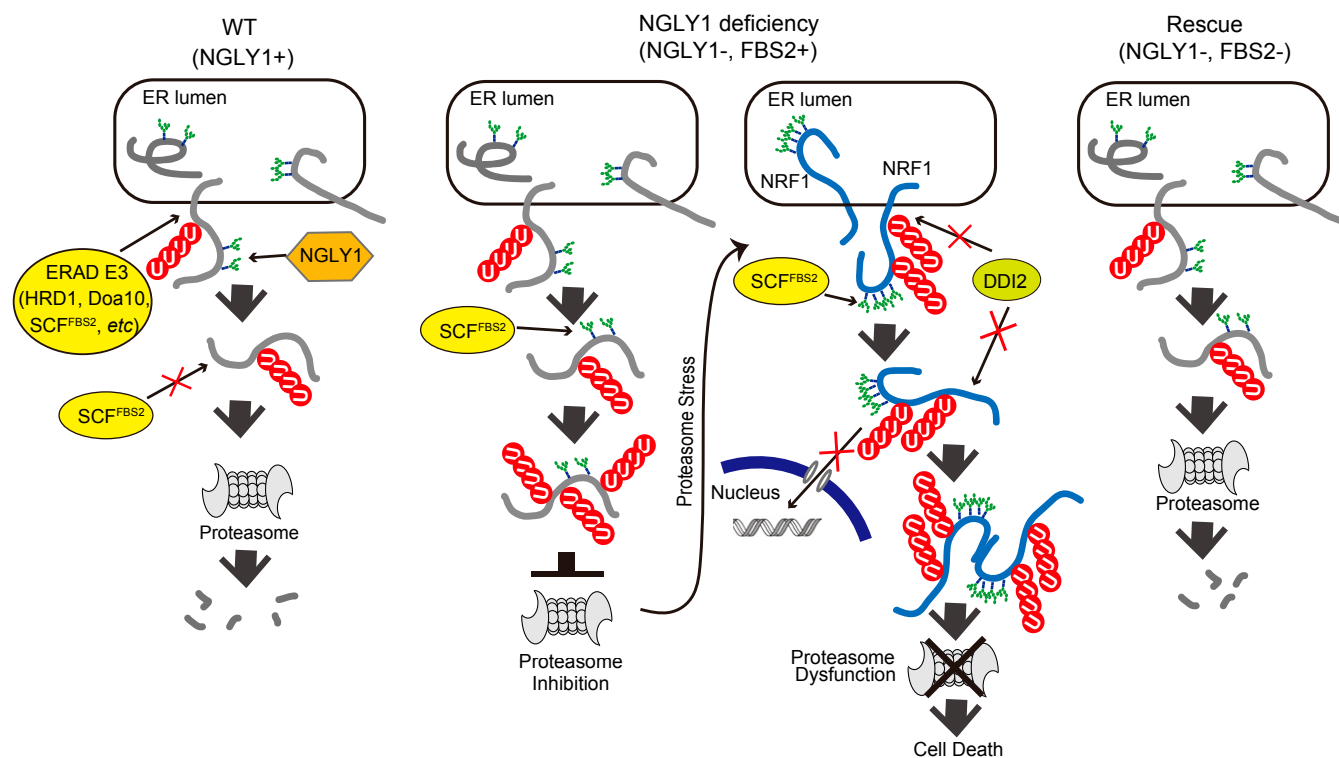 WT
(NGLY1+)
ER lumen
ERAD E3
(HRD1, Doa10,
SCFFBS2, etc)
NGLY1
SCFFBS2
Proteasome
NGLY1 deficiency
(NGLY1-, FBS2+)
ER lumen
SCFFBS2
Proteasome
Inhibition
Proteasome Stress
ER lumen
NRF1
NRF1
SCFFBS2
DDI2
Nucleus
Proteasome
Dysfunction
Cell Death
Rescue
(NGLY1-, FBS2-)
ER lumen
Proteasome